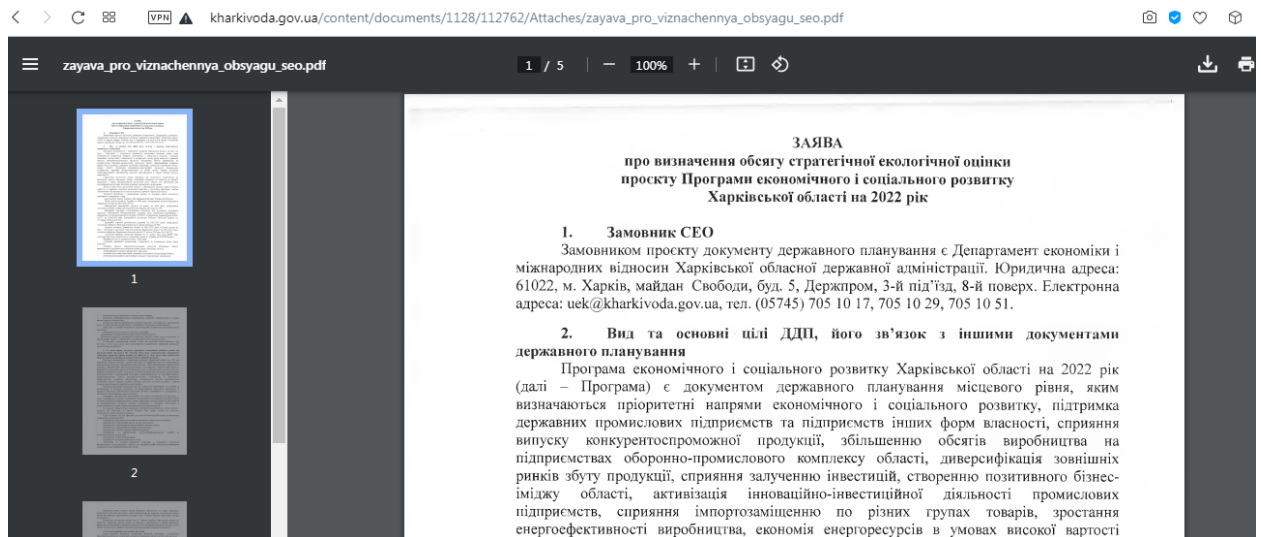 VPN kharkivoda.gov.ua/content/documents/1128/112762/Attaches/zayava_pro_viznachennya_obsyagu_seo.pdf
zayava_pro_viznachennya_obsyagu_seo.pdf 1 / 5 100%
ЗАЯВА
про визначення обсягу стратегічної екологічної оцінки
проєкту Програми економічного і соціального розвитку
Харківської області на 2022 рік
1. Замовник СЕО
Замовником проєкту документу державного планування є Департамент економіки і
міжнародних відносин Харківської обласної державної адміністрації. Юридична адреса:
61022, м. Харків, майдан Свободи, буд. 5, Держпром, 3-й під’їзд, 8-й поверх. Електронна
адреса: uek@kharkivoda.gov.ua, тел. (05745) 705 10 17, 705 10 29, 705 10 51.
2. Вид та основні цілі ДДП, його зв’язок з іншими документами
державного планування
Програма економічного і соціального розвитку Харківської області на 2022 рік
(далі – Програма) є документом державного планування місцевого рівня, яким
визначаються пріоритетні напрями економічного і соціального розвитку, підтримка
державних промислових підприємств та підприємств інших форм власності, сприяння
випуску конкурентоспроможної продукції, збільшенню обсягів виробництва на
підприємствах оборонно-промислового комплексу області, диверсифікація зовнішніх
ринків збуту продукції, сприяння залученню інвестицій, створенню позитивного бізнес-
іміджу області, активізація інноваційно-інвестиційної діяльності промислових
підприємств, сприяння імпортозаміщенню по різних групах товарів, зростання
енергоефективності виробництва, економія енергоресурсів в умовах високої вартості
1
2